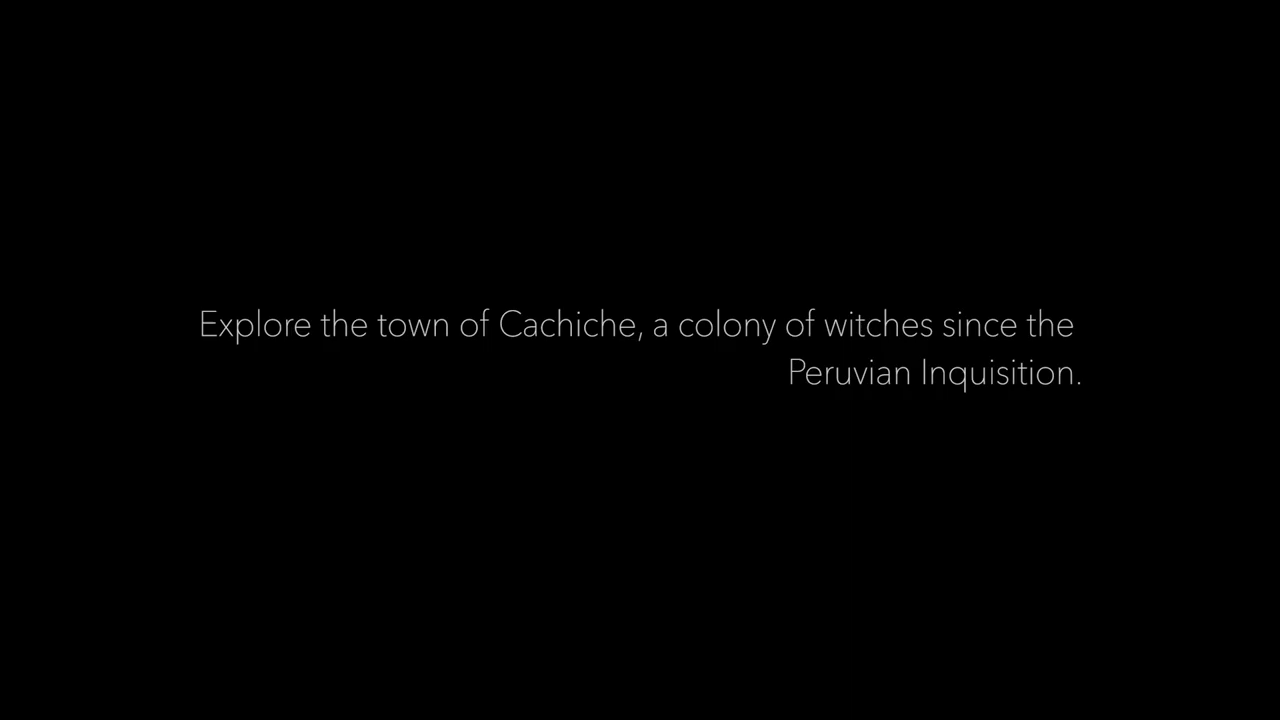 Explore the town of Cachiche, a colony of witches since the
Peruvian Inquisition.